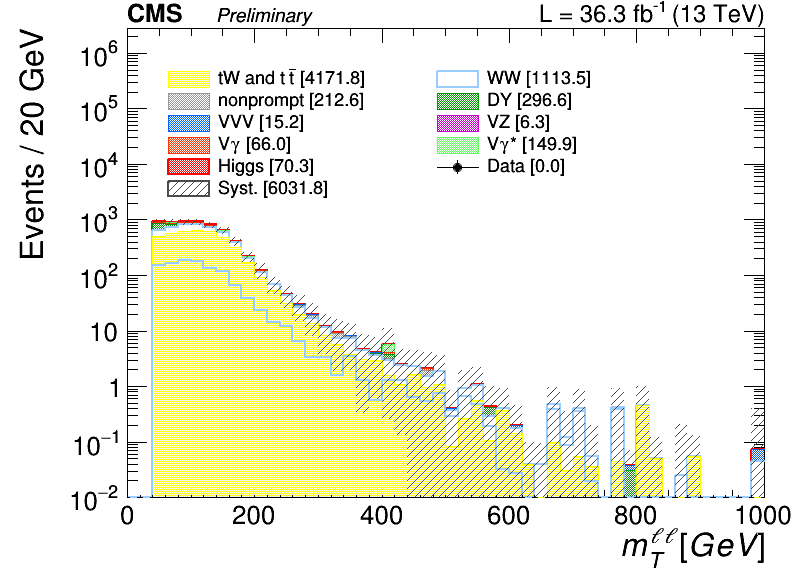 CMS Preliminary L = 36.3 fb⁻¹ (13 TeV)
Events / 20 GeV
10⁶
10⁵
10⁴
10³
10²
10
1
10⁻¹
10⁻²
tW and tt̄ [4171.8]
nonprompt [212.6]
VVV [15.2]
Vγ [66.0]
Higgs [70.3]
Syst. [6031.8]
WW [1113.5]
DY [296.6]
VZ [6.3]
Vγ* [149.9]
Data [0.0]
0 200 400 600 800 1000
m_T^ℓℓ [GeV]